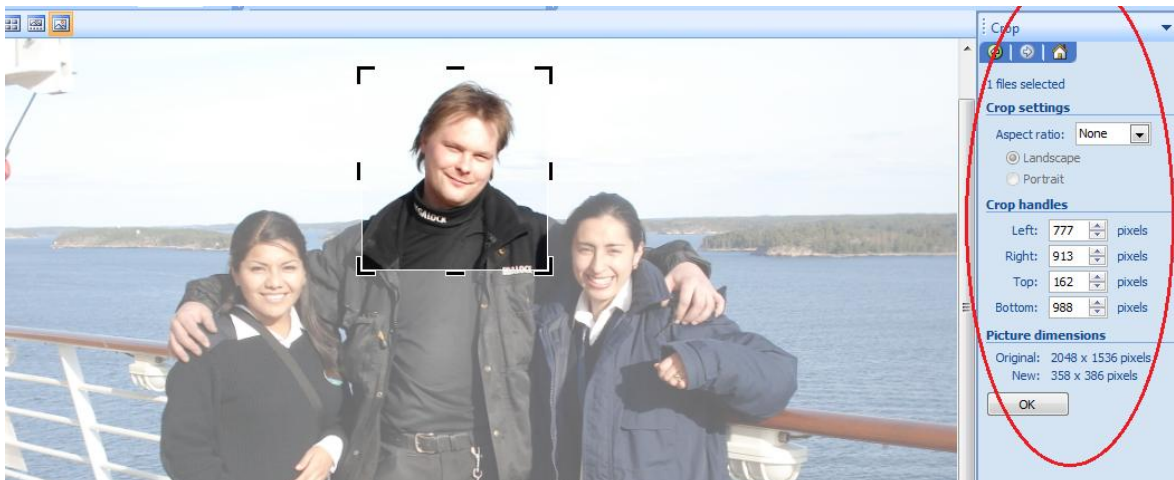 Crop
1 files selected
Crop settings
Aspect ratio: None
Landscape
Portrait
Crop handles
Left: 777 pixels
Right: 913 pixels
Top: 162 pixels
Bottom: 988 pixels
Picture dimensions
Original: 2048 x 1536 pixels
New: 358 x 386 pixels
OK